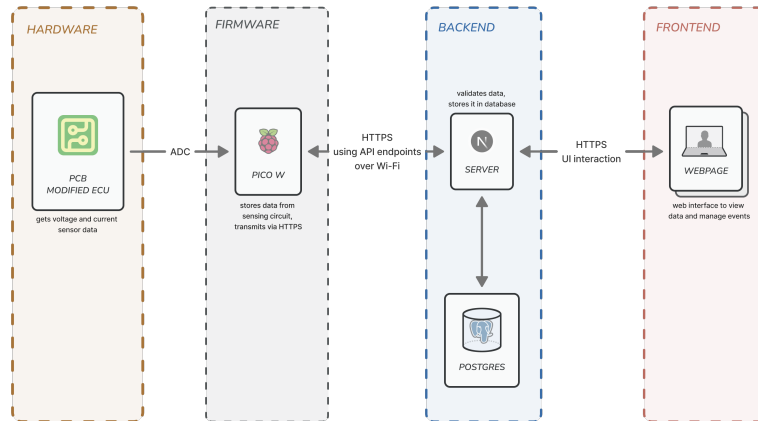 HARDWARE
FIRMWARE
BACKEND
FRONTEND
PCB
MODIFIED ECU
gets voltage and current
sensor data
ADC
PICO W
stores data from
sensing circuit,
transmits via HTTPS
HTTPS
using API endpoints
over Wi-Fi
validates data,
stores it in database
N
SERVER
POSTGRES
HTTPS
UI interaction
WEBPAGE
web interface to view
data and manage events